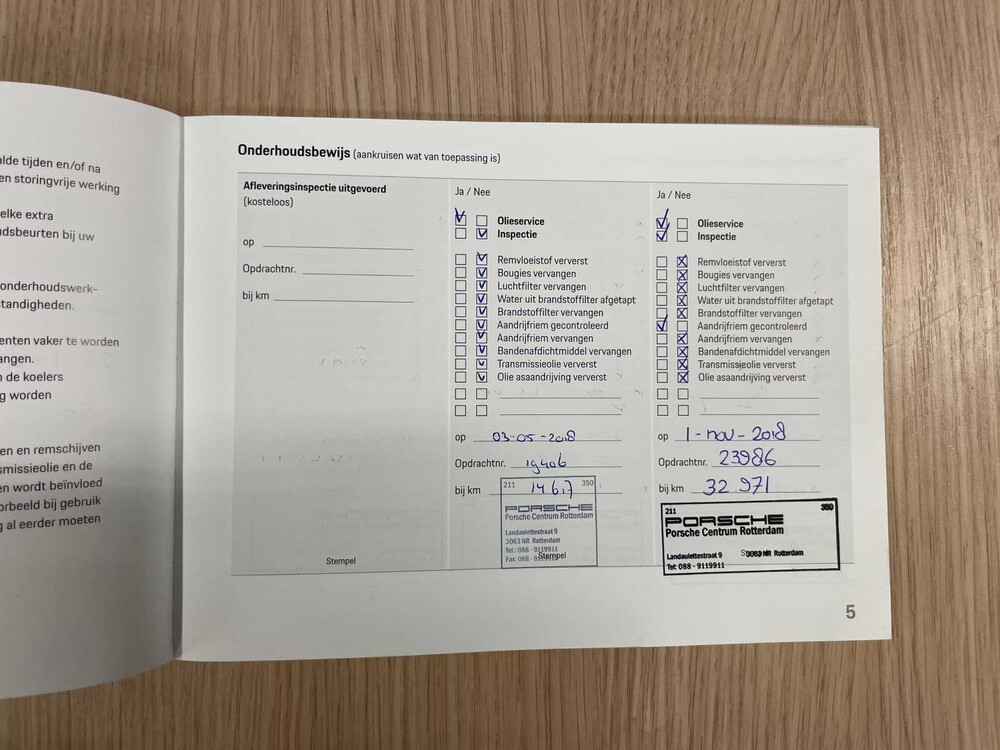 alde tijden en/of na
en storingvrije werking
elke extra
udsbeurten bij uw
onderhoudswerk-
standigheden.
enten vaker te worden
angen.
n de koelers
g worden
en en remschijven
smissieolie en de
en wordt beïnvloed
orbeeld bij gebruik
g al eerder moeten
Onderhoudsbewijs (aankruisen wat van toepassing is)
Afleveringsinspectie uitgevoerd
(kosteloos)
op
Opdrachtnr.
bij km
Stempel
Ja / Nee
Olieservice
Inspectie
Remvloeistof ververst
Bougies vervangen
Luchtfilter vervangen
Water uit brandstoffilter afgetapt
Brandstoffilter vervangen
Aandrijfriem gecontroleerd
Aandrijfriem vervangen
Bandenafdichtmiddel vervangen
Transmissieolie ververst
Olie asaandrijving ververst
op 03-05-2018
Opdrachtnr. 19406
bij km 14617
211 350
PORSCHE
Porsche Centrum Rotterdam
Landaulettestraat 9
3063 NR Rotterdam
Tel.: 088 - 9119911
Stempel
Ja / Nee
Olieservice
Inspectie
Remvloeistof ververst
Bougies vervangen
Luchtfilter vervangen
Water uit brandstoffilter afgetapt
Brandstoffilter vervangen
Aandrijfriem gecontroleerd
Aandrijfriem vervangen
Bandenafdichtmiddel vervangen
Transmissieolie ververst
Olie asaandrijving ververst
op 1-nov-2018
Opdrachtnr. 23986
bij km 32.971
211 350
PORSCHE
Porsche Centrum Rotterdam
Landaulettestraat 9 3063 NR Rotterdam
Tel: 088 - 9119911
5